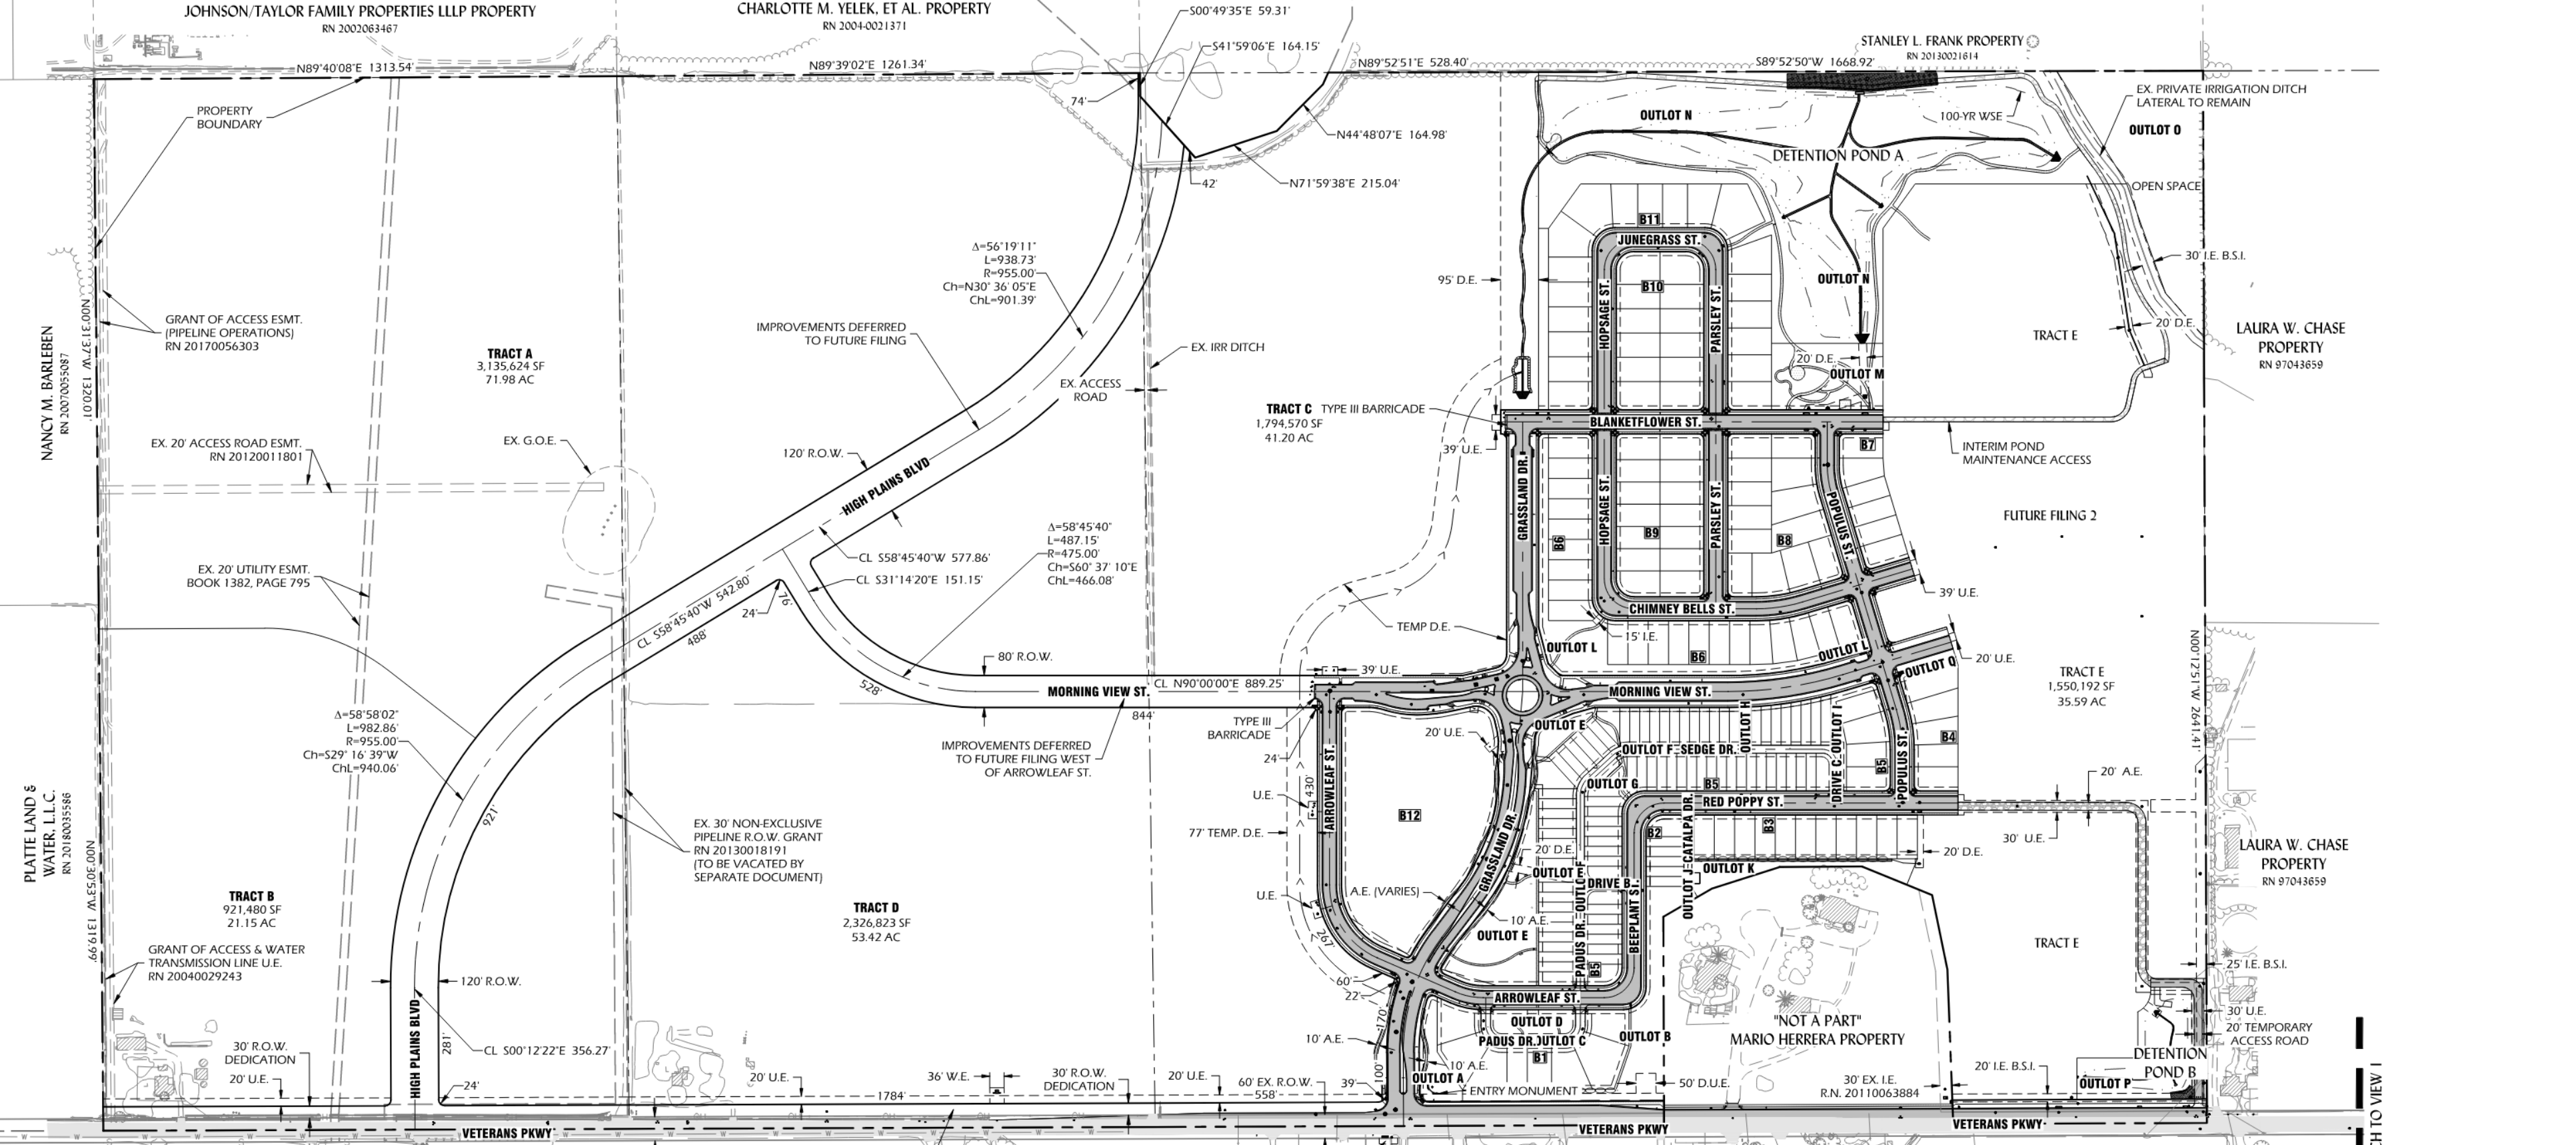 JOHNSON/TAYLOR FAMILY PROPERTIES LLLP PROPERTY
RN 2002063467
CHARLOTTE M. YELEK, ET AL. PROPERTY
RN 2004-0021371
S00°49'35"E 59.31'
S41°59'06"E 164.15'
STANLEY L. FRANK PROPERTY
RN 20130021614
N89°40'08"E 1313.54'
N89°39'02"E 1261.34'
N89°52'51"E 528.40'
S89°52'50"W 1668.92'
74'
PROPERTY
BOUNDARY
N44°48'07"E 164.98'
42'
N71°59'38"E 215.04'
OUTLOT N
100-YR WSE
EX. PRIVATE IRRIGATION DITCH
LATERAL TO REMAIN
OUTLOT O
DETENTION POND A
OPEN SPACE
B11
JUNEGRASS ST.
B10
HOPSAGE ST.
PARSLEY ST.
OUTLOT N
30' I.E. B.S.I.
95' D.E.
Δ=56°19'11"
L=938.73'
R=955.00'
Ch=N30° 36' 05"E
ChL=901.39'
NANCY M. BARLEBEN
RN 20070055087
N00°31'37"W 1320.01'
GRANT OF ACCESS ESMT.
(PIPELINE OPERATIONS)
RN 20170056303
IMPROVEMENTS DEFERRED
TO FUTURE FILING
EX. IRR DITCH
20' D.E.
TRACT E
LAURA W. CHASE
PROPERTY
RN 97043659
TRACT A
3,135,624 SF
71.98 AC
20' D.E.
OUTLOT M
EX. ACCESS
ROAD
TRACT C
1,794,570 SF
41.20 AC
TYPE III BARRICADE
BLANKETFLOWER ST.
39' U.E.
B7
INTERIM POND
MAINTENANCE ACCESS
EX. 20' ACCESS ROAD ESMT.
RN 20120011801
EX. G.O.E.
120' R.O.W.
HIGH PLAINS BLVD
GRASSLAND DR.
HOPSAGE ST.
PARSLEY ST.
POPULUS ST.
B6
B9
B8
FUTURE FILING 2
EX. 20' UTILITY ESMT.
BOOK 1382, PAGE 795
CL S58°45'40"W 577.86'
CL S31°14'20"E 151.15'
Δ=58°45'40"
L=487.15'
R=475.00'
Ch=S60° 37' 10"E
ChL=466.08'
39' U.E.
CL S58°45'40"W 542.80'
488'
24'
76'
CHIMNEY BELLS ST.
TEMP D.E.
15' I.E.
OUTLOT L
B6
OUTLOT L
20' U.E.
OUTLOT Q
80' R.O.W.
528'
39' U.E.
CL N90°00'00"E 889.25'
MORNING VIEW ST.
MORNING VIEW ST.
844'
TRACT E
1,550,192 SF
35.59 AC
N00°12'51"W 2641.41'
Δ=58°58'02"
L=982.86'
R=955.00'
Ch=S29° 16' 39"W
ChL=940.06'
TYPE III
BARRICADE
20' U.E.
OUTLOT E
OUTLOT H
OUTLOT I
B4
IMPROVEMENTS DEFERRED
TO FUTURE FILING WEST
OF ARROWLEAF ST.
24'
OUTLOT F
SEDGE DR.
DRIVE C
B5
POPULUS ST.
20' A.E.
U.E.
430'
ARROWLEAF ST.
B12
OUTLOT G
B5
RED POPPY ST.
PLATTE LAND &
WATER, L.L.C.
RN 2018000035586
N00°30'53"W 1319.99'
921'
EX. 30' NON-EXCLUSIVE
PIPELINE R.O.W. GRANT
RN 20130018191
(TO BE VACATED BY
SEPARATE DOCUMENT)
77' TEMP. D.E.
GRASSLAND DR.
B2
CATALPA DR.
OUTLOT J
B3
30' U.E.
20' D.E.
20' D.E.
LAURA W. CHASE
PROPERTY
RN 97043659
OUTLOT K
DRIVE B
TRACT B
921,480 SF
21.15 AC
TRACT D
2,326,823 SF
53.42 AC
U.E.
A.E. (VARIES)
10' A.E.
OUTLOT E
PADUS DR.
BEEPLANT ST.
B5
TRACT E
GRANT OF ACCESS & WATER
TRANSMISSION LINE U.E.
RN 20040029243
267'
25' I.E. B.S.I.
120' R.O.W.
60'
22'
ARROWLEAF ST.
30' U.E.
HIGH PLAINS BLVD
281'
CL S00°12'22"E 356.27'
170'
OUTLOT D
"NOT A PART"
MARIO HERRERA PROPERTY
20' TEMPORARY
ACCESS ROAD
30' R.O.W.
DEDICATION
10' A.E.
PADUS DR.
OUTLOT C
OUTLOT B
B1
DETENTION
POND B
20' U.E.
24'
20' U.E.
36' W.E.
30' R.O.W.
DEDICATION
20' U.E.
60' EX. R.O.W.
39'
100'
10' A.E.
OUTLOT A
ENTRY MONUMENT
50' D.U.E.
30' EX. I.E.
R.N. 20110063884
20' I.E. B.S.I.
OUTLOT P
1784'
558'
VETERANS PKWY
VETERANS PKWY
VETERANS PKWY
CH TO VIEW 1